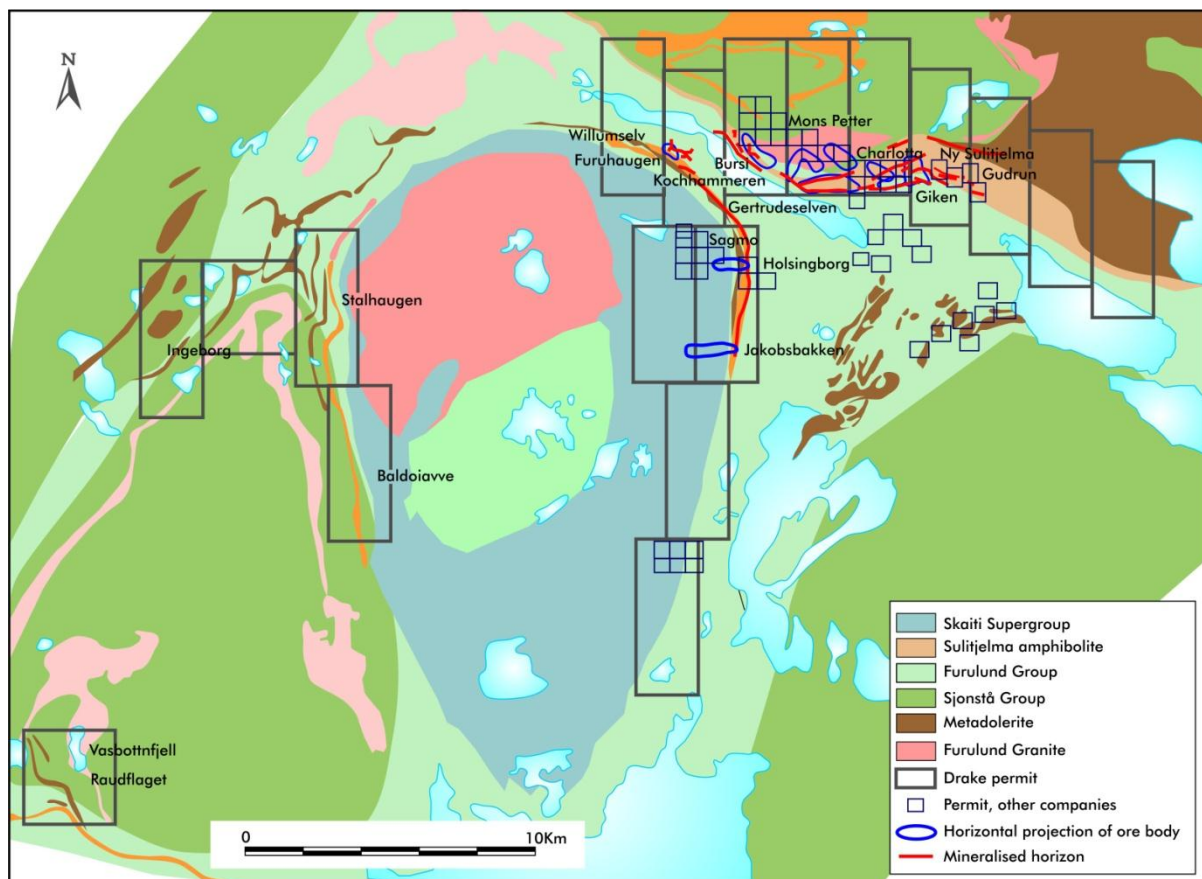 N
Mons Petter
Willumselv
Furuhaugen
Bursi
Charlotta
Ny Sulitjelma
Kochhammeren
Gudrun
Giken
Gertrudeselven
Sagmo
Holsingborg
Stalhaugen
Ingeborg
Jakobsbakken
Baldoiavve
Vasbottnfjell
Raudflaget
0 10Km
Skaiti Supergroup
Sulitjelma amphibolite
Furulund Group
Sjonstå Group
Metadolerite
Furulund Granite
Drake permit
Permit, other companies
Horizontal projection of ore body
Mineralised horizon